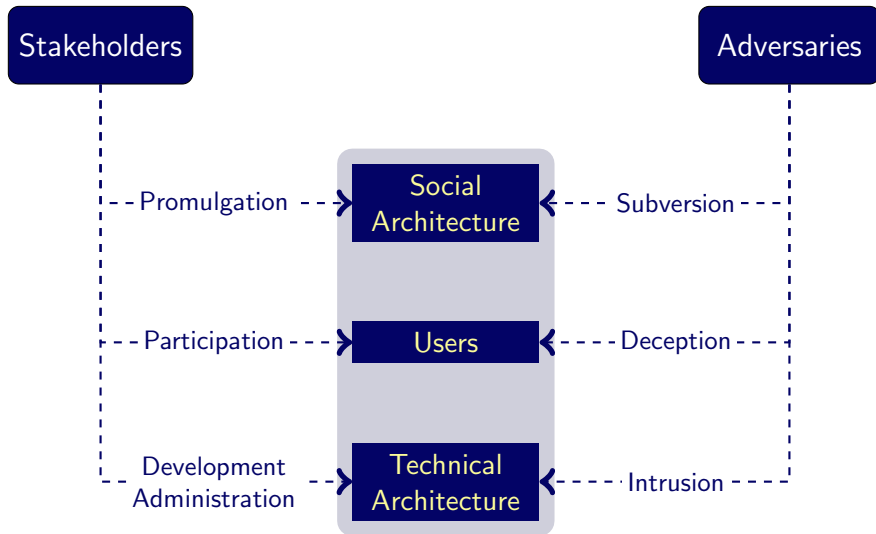 Stakeholders
Adversaries
Promulgation
Social
Architecture
Subversion
Participation
Users
Deception
Development
Administration
Technical
Architecture
Intrusion